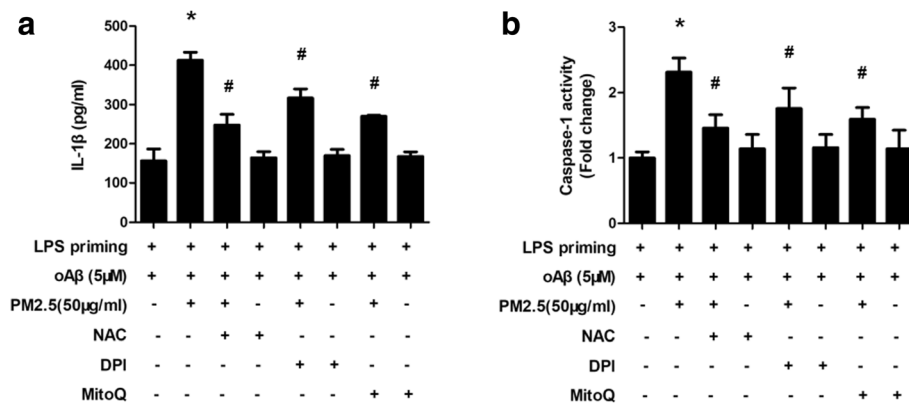 a
IL-1β (pg/ml)
500
400
300
200
100
0
* # # #
LPS priming + + + + + + + +
oAβ (5µM) + + + + + + + +
PM2.5(50µg/ml) - + + - + - + -
NAC - - + + - - - -
DPI - - - - + + - -
MitoQ - - - - - - + +
b
Caspase-1 activity
(Fold change)
3
2
1
0
* # # #
LPS priming + + + + + + + +
oAβ (5µM) + + + + + + + +
PM2.5(50µg/ml) - + + - + - + -
NAC - - + + - - - -
DPI - - - - + + - -
MitoQ - - - - - - + +